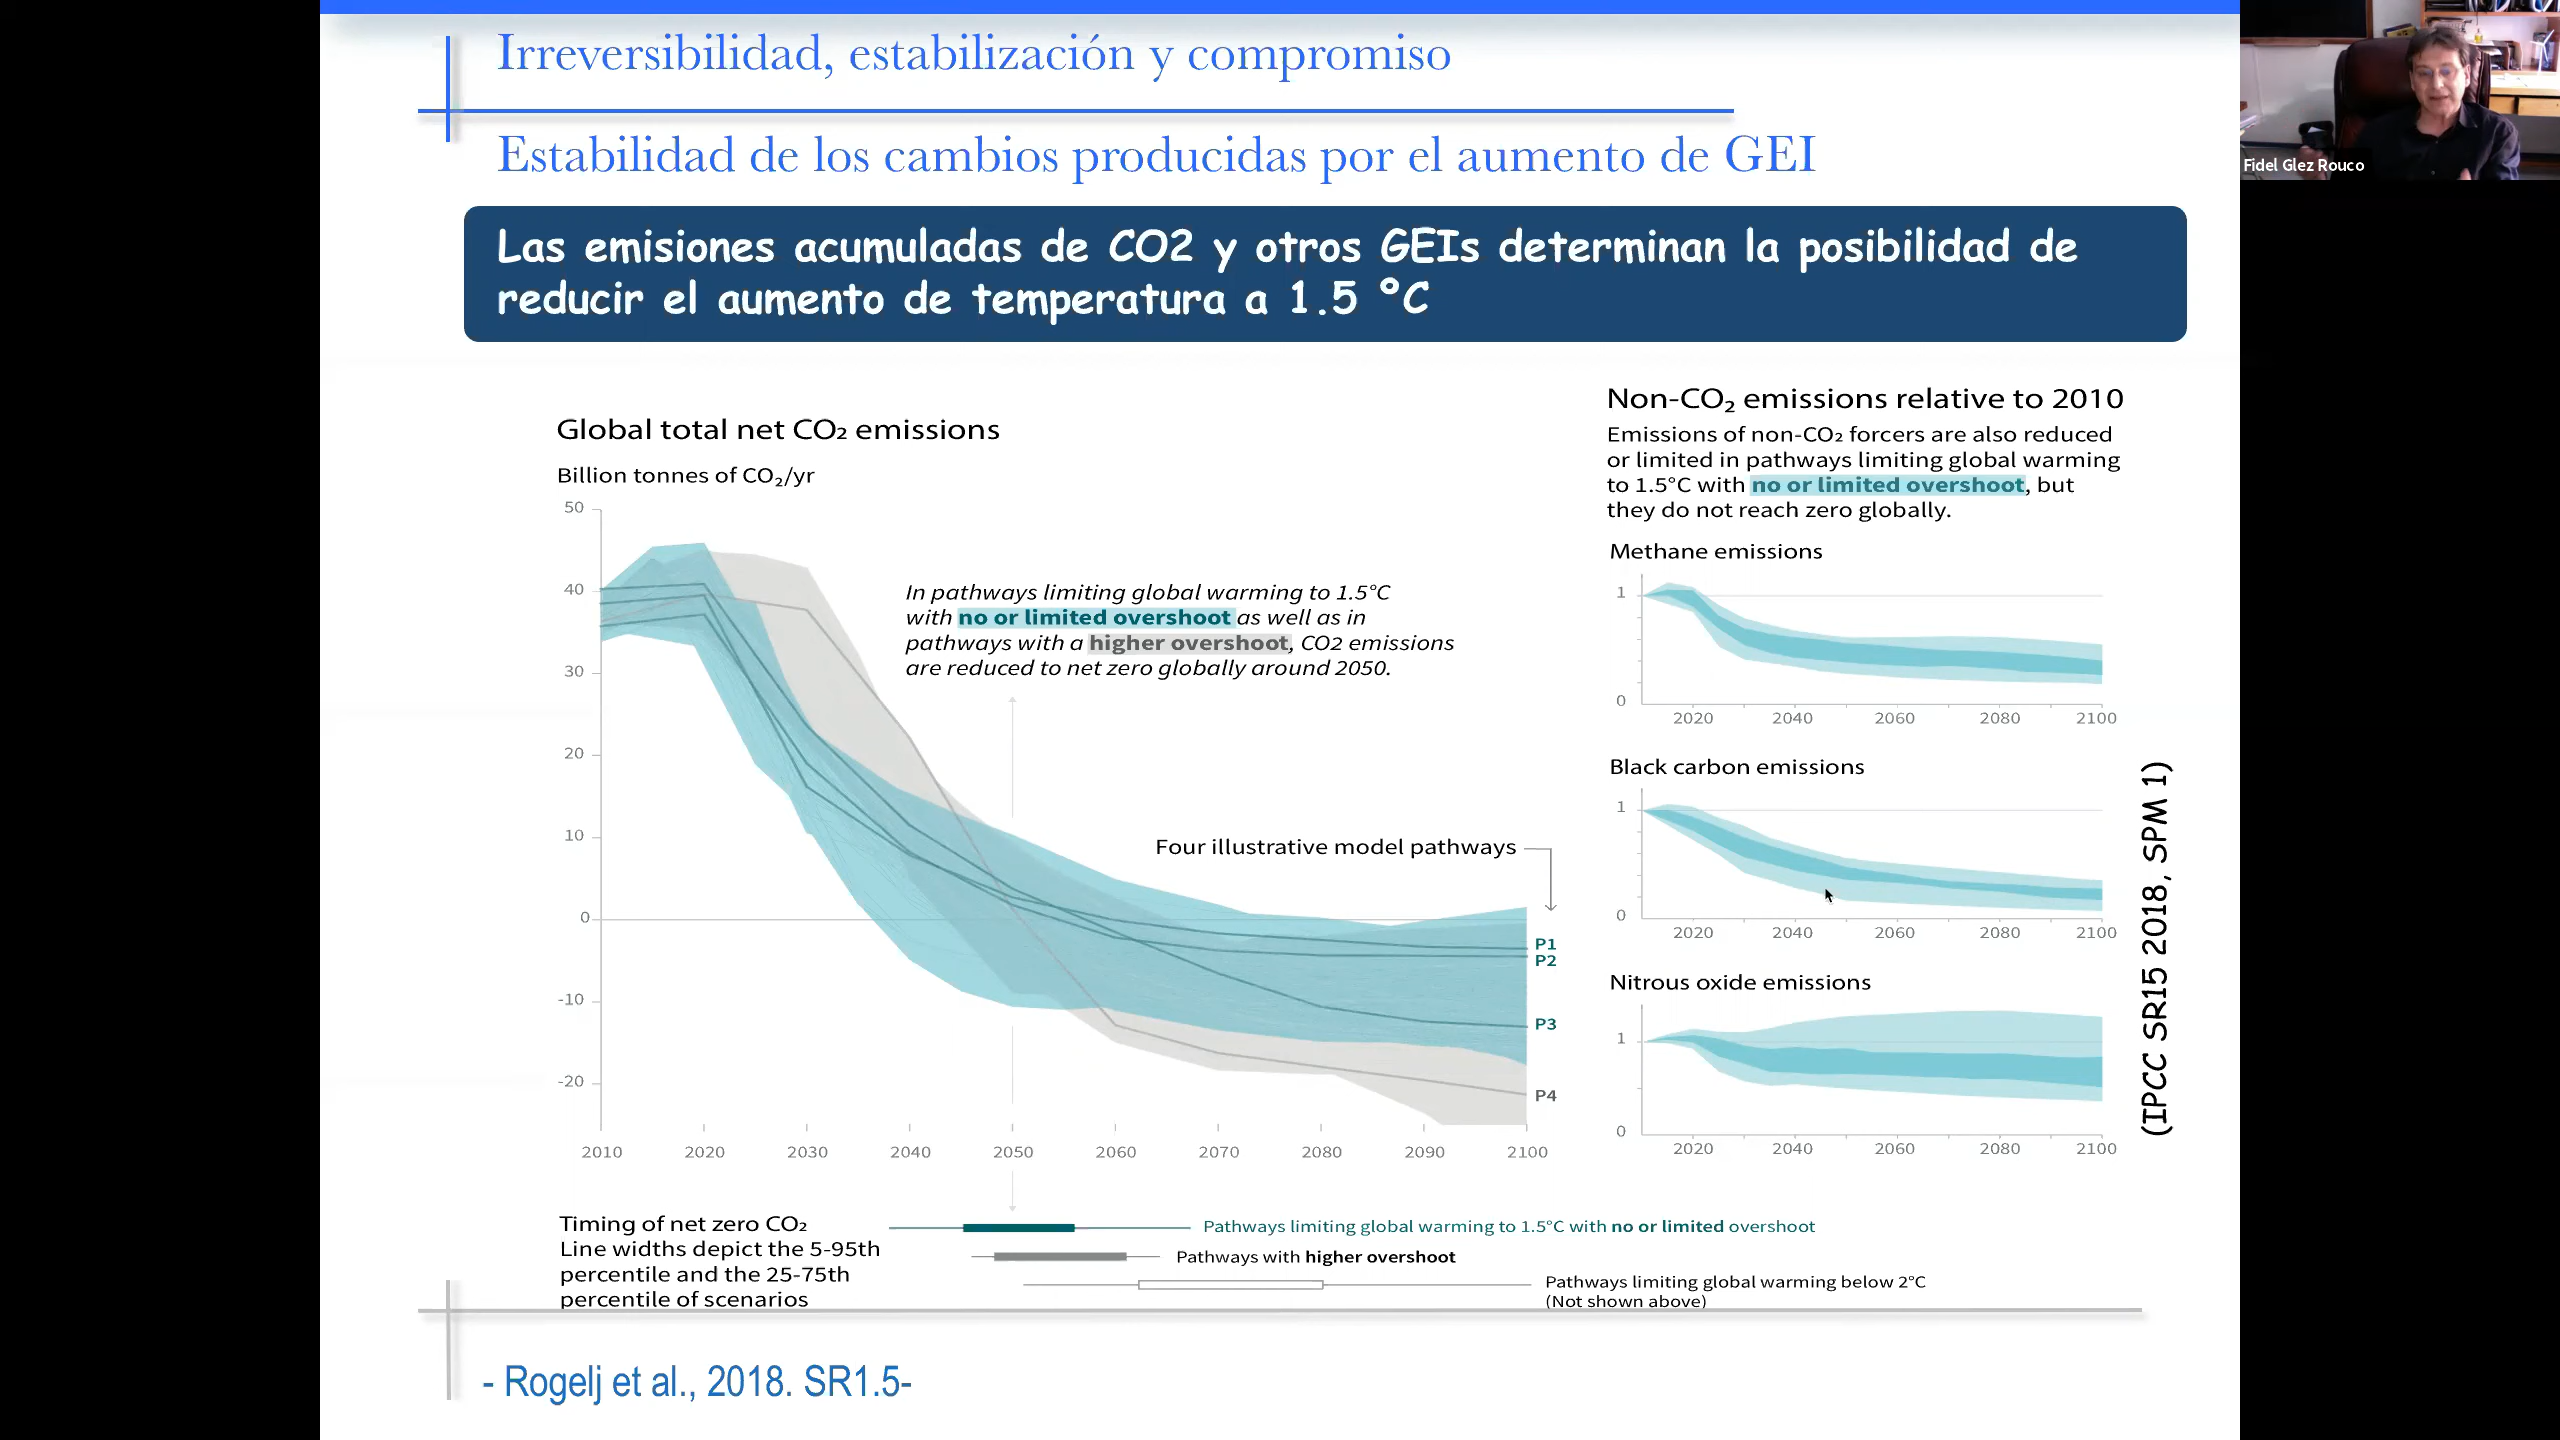 Irreversibilidad, estabilización y compromiso
Estabilidad de los cambios producidas por el aumento de GEI
Las emisiones acumuladas de CO2 y otros GEIs determinan la posibilidad de
reducir el aumento de temperatura a 1.5 ºC
Fidel Glez Rouco
Global total net CO₂ emissions
Billion tonnes of CO₂/yr
50
40
30
20
10
0
-10
-20
In pathways limiting global warming to 1.5°C
with no or limited overshoot as well as in
pathways with a higher overshoot, CO2 emissions
are reduced to net zero globally around 2050.
Four illustrative model pathways
P1
P2
P3
P4
2010 2020 2030 2040 2050 2060 2070 2080 2090 2100
Non-CO₂ emissions relative to 2010
Emissions of non-CO₂ forcers are also reduced
or limited in pathways limiting global warming
to 1.5°C with no or limited overshoot, but
they do not reach zero globally.
Methane emissions
1
0
2020 2040 2060 2080 2100
Black carbon emissions
1
0
2020 2040 2060 2080 2100
Nitrous oxide emissions
1
0
2020 2040 2060 2080 2100
(IPCC SR15 2018, SPM 1)
Timing of net zero CO₂
Line widths depict the 5-95th
percentile and the 25-75th
percentile of scenarios
Pathways limiting global warming to 1.5°C with no or limited overshoot
Pathways with higher overshoot
Pathways limiting global warming below 2°C
(Not shown above)
- Rogelj et al., 2018. SR1.5-